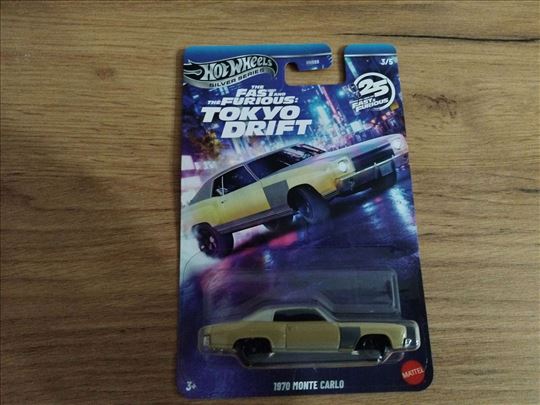 HOT WHEELS
SILVER SERIES
3/5
THE
FAST AND
THE FURIOUS:
TOKYO
DRIFT
25
FAST &
FURIOUS
1970 MONTE CARLO
3+
MATTEL